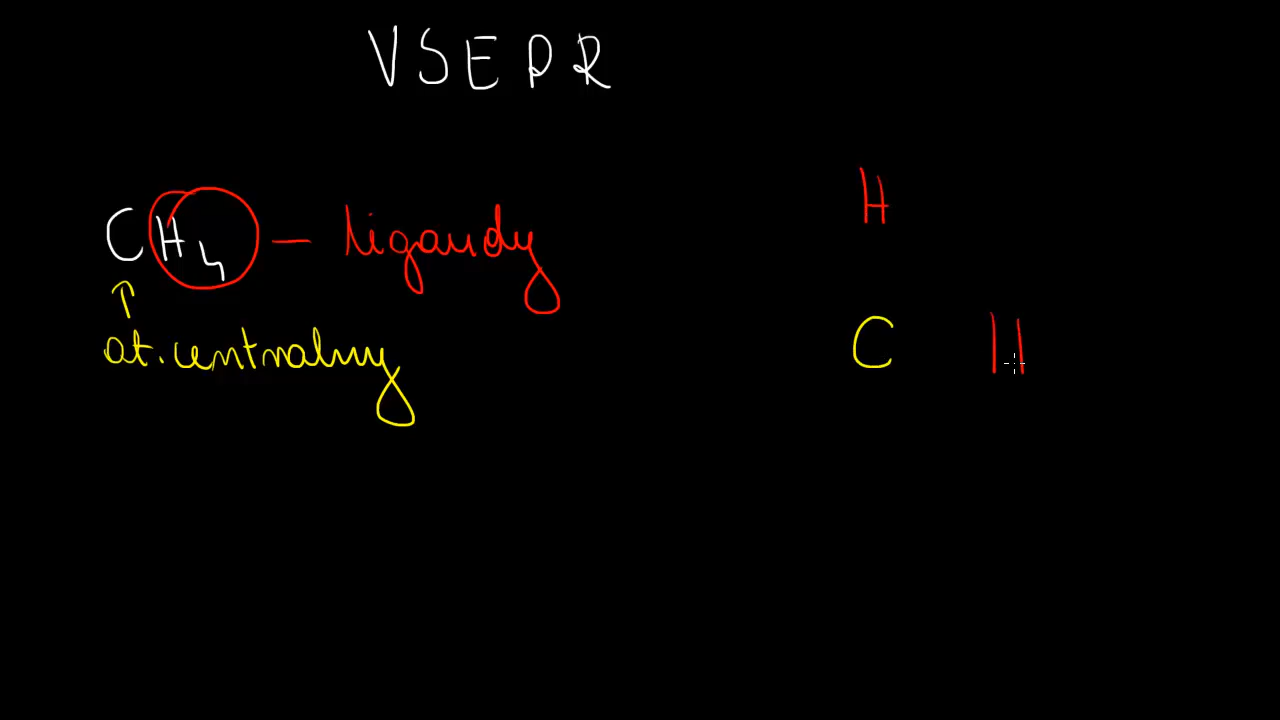 VSEPR
CH4 – ligandy
↑
at. centralny
H
C H